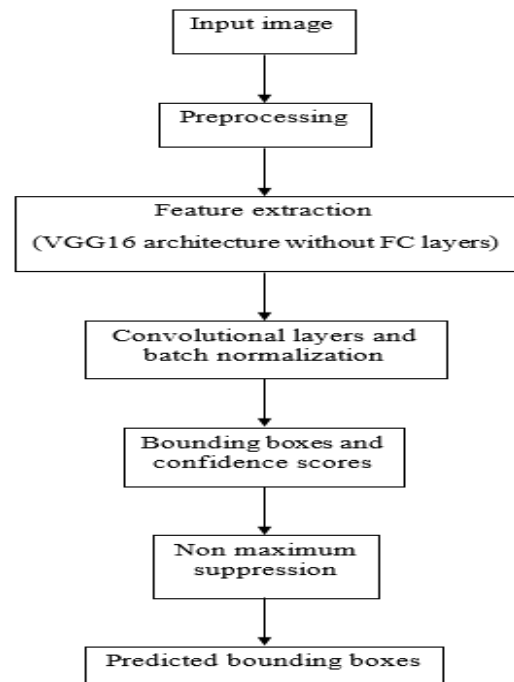 Input image
Preprocessing
Feature extraction
(VGG16 architecture without FC layers)
Convolutional layers and
batch normalization
Bounding boxes and
confidence scores
Non maximum
suppression
Predicted bounding boxes